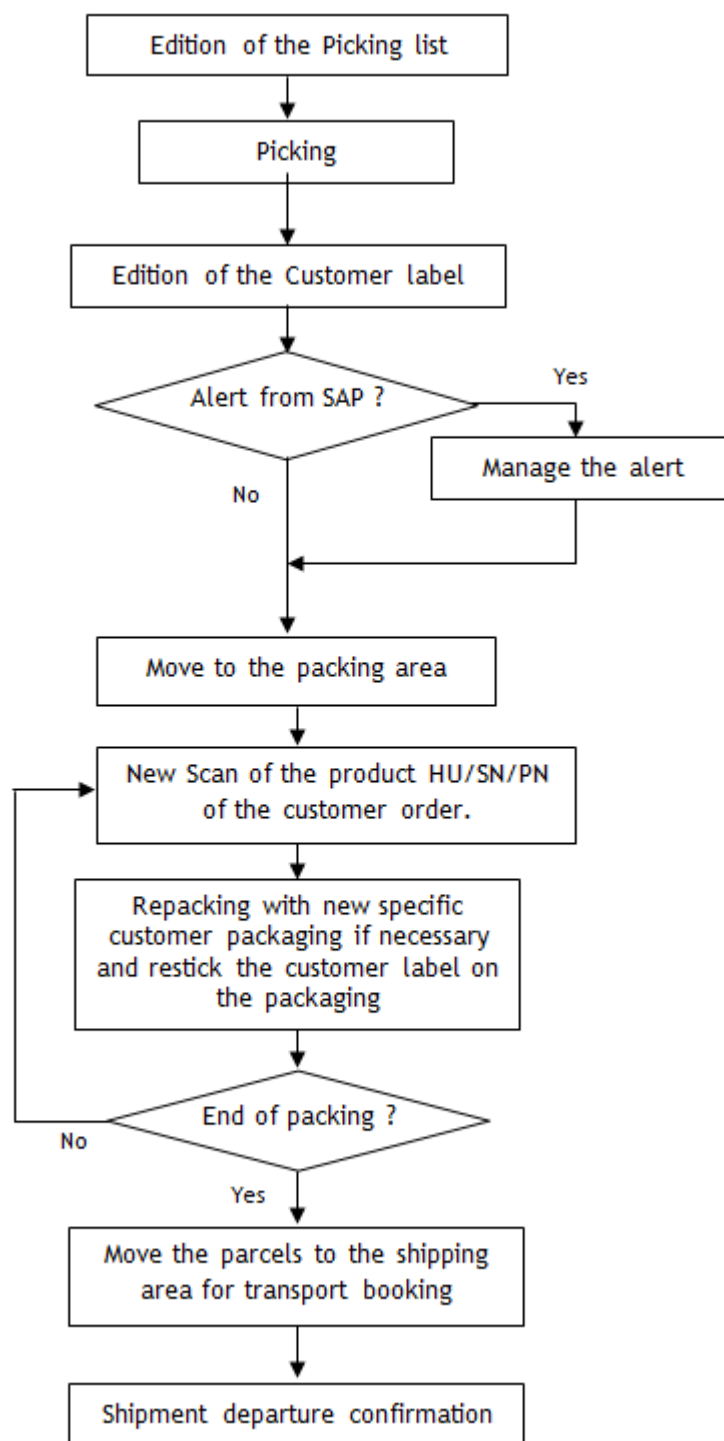 Edition of the Picking list
Picking
Edition of the Customer label
Alert from SAP ?
Yes
Manage the alert
No
Move to the packing area
New Scan of the product HU/SN/PN
of the customer order.
Repacking with new specific
customer packaging if necessary
and restick the customer label on
the packaging
End of packing ?
No
Yes
Move the parcels to the shipping
area for transport booking
Shipment departure confirmation